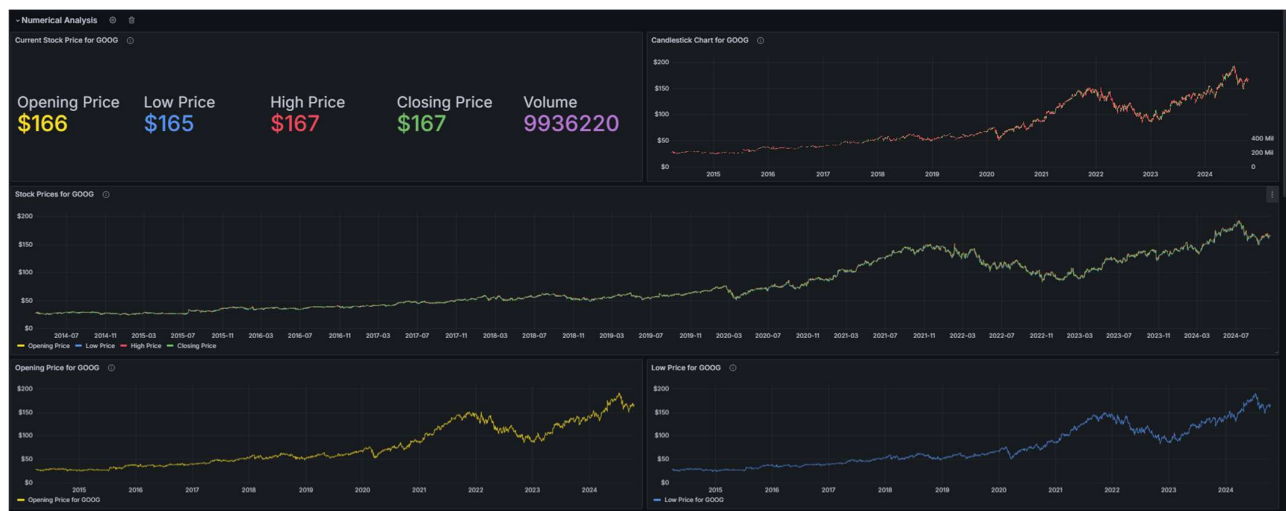 Numerical Analysis
Current Stock Price for GOOG
Opening Price
$166
Low Price
$165
High Price
$167
Closing Price
$167
Volume
9936220
Candlestick Chart for GOOG
$200
$150
$100
$50
$0
400 Mil
200 Mil
0
2015 2016 2017 2018 2019 2020 2021 2022 2023 2024
Stock Prices for GOOG
$200
$150
$100
$50
$0
2014-07 2014-11 2015-03 2015-07 2015-11 2016-03 2016-07 2016-11 2017-03 2017-07 2017-11 2018-03 2018-07 2018-11 2019-03 2019-07 2019-11 2020-03 2020-07 2020-11 2021-03 2021-07 2021-11 2022-03 2022-07 2022-11 2023-03 2023-07 2023-11 2024-03 2024-07
Opening Price Low Price High Price Closing Price
Opening Price for GOOG
$200
$150
$100
$50
$0
2015 2016 2017 2018 2019 2020 2021 2022 2023 2024
Opening Price for GOOG
Low Price for GOOG
$200
$150
$100
$50
$0
2015 2016 2017 2018 2019 2020 2021 2022 2023 2024
Low Price for GOOG